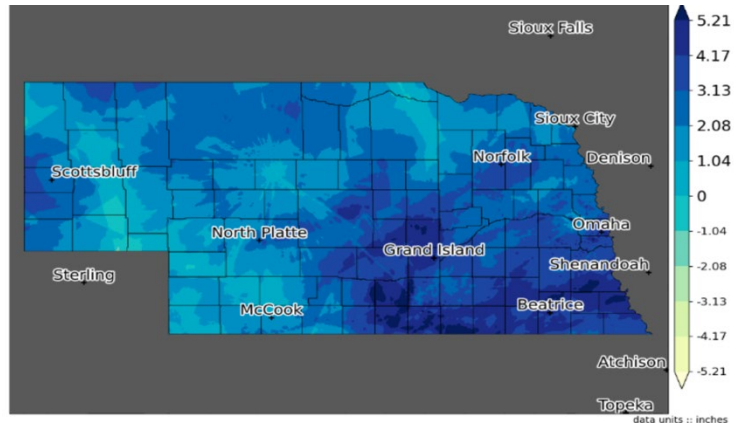 Sioux Falls
Sioux City
Norfolk
Denison
Scottsbluff
Omaha
North Platte
Grand Island
Shenandoah
Sterling
Beatrice
McCook
Atchison
Topeka
5.21
4.17
3.13
2.08
1.04
0
-1.04
-2.08
-3.13
-4.17
-5.21
data units :: inches